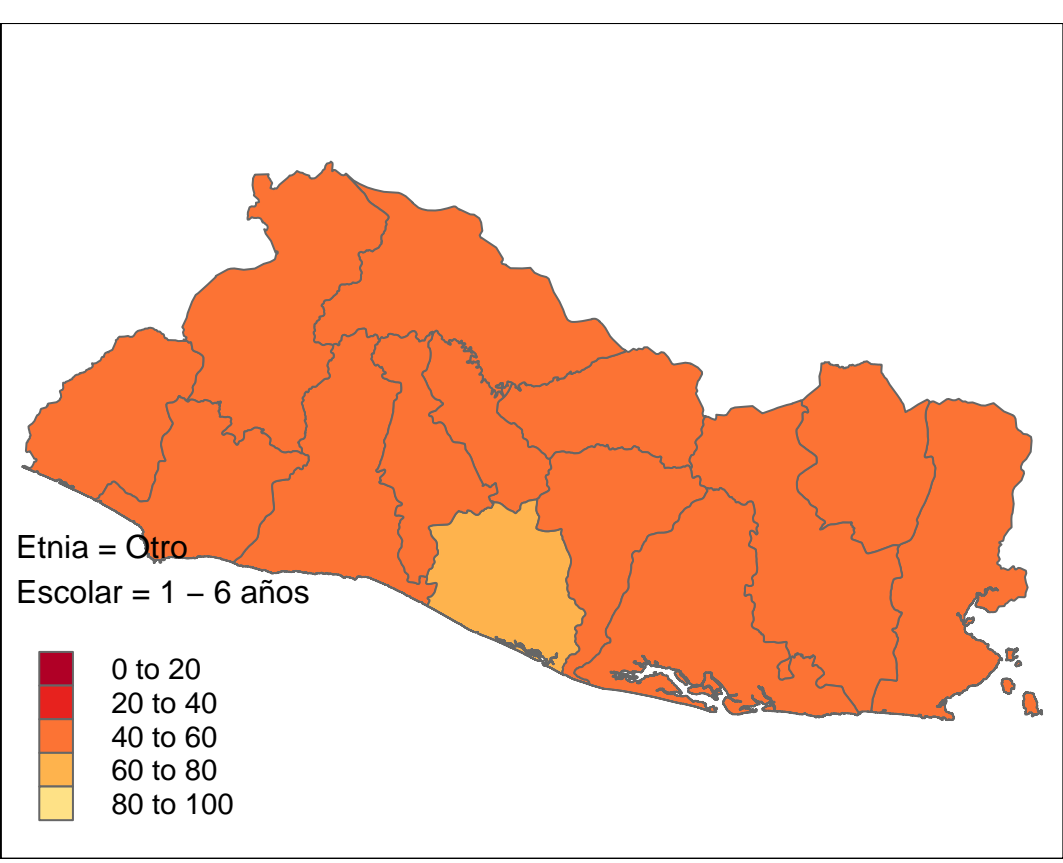 Etnia = Otro
Escolar = 1 − 6 años
0 to 20
20 to 40
40 to 60
60 to 80
80 to 100